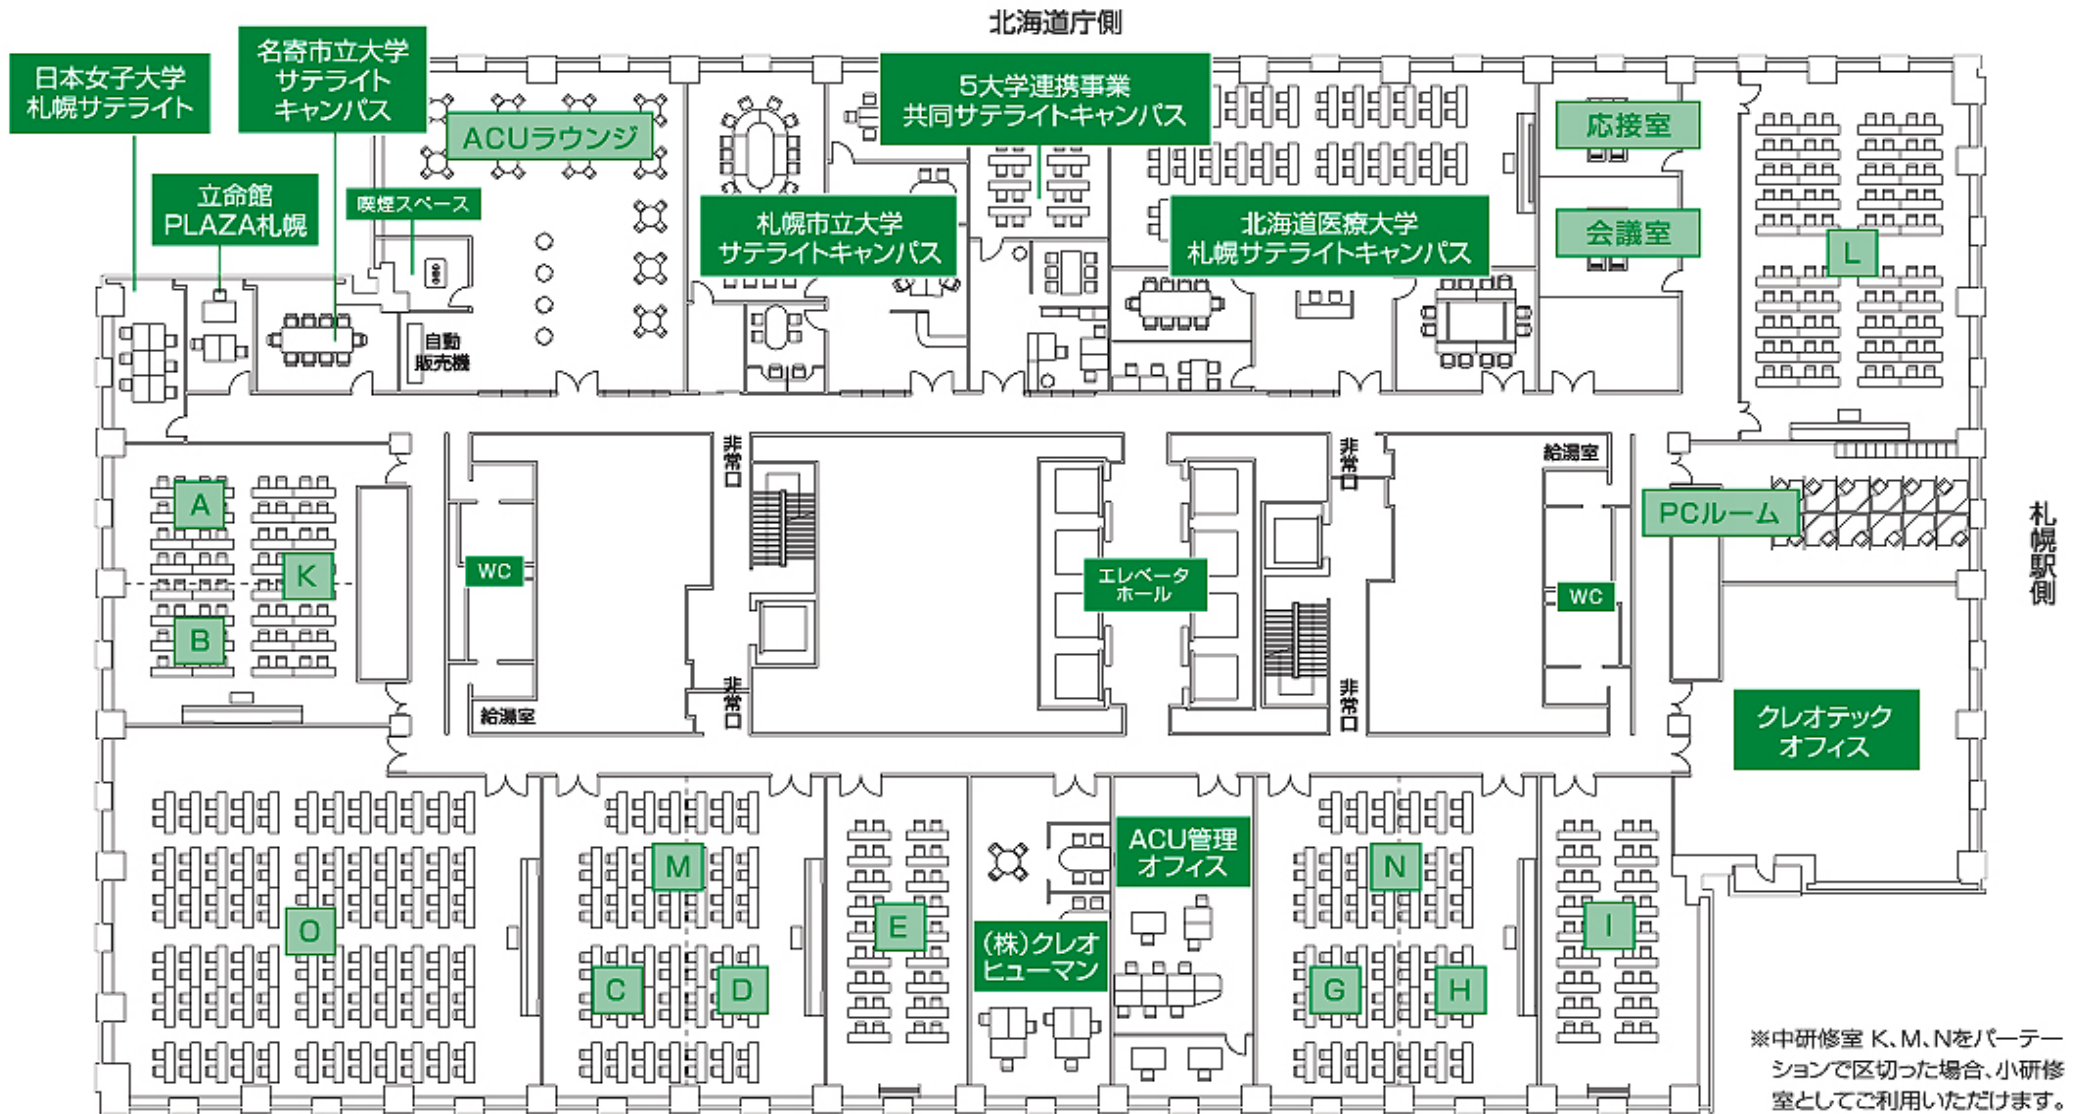 北海道庁側
日本女子大学
札幌サテライト
名寄市立大学
サテライト
キャンパス
ACUラウンジ
5大学連携事業
共同サテライトキャンパス
応接室
立命館
PLAZA札幌
喫煙スペース
札幌市立大学
サテライトキャンパス
北海道医療大学
札幌サテライトキャンパス
会議室
L
自動
販売機
非常口
非常口
給湯室
A
K
B
WC
エレベータ
ホール
WC
PCルーム
札幌駅側
給湯室
非常口
非常口
クレオテック
オフィス
O
M
C
D
E
(株)クレオ
ヒューマン
ACU管理
オフィス
N
G
H
I
※中研修室 K、M、Nをパーテー
ションで区切った場合、小研修
室としてご利用いただけます。